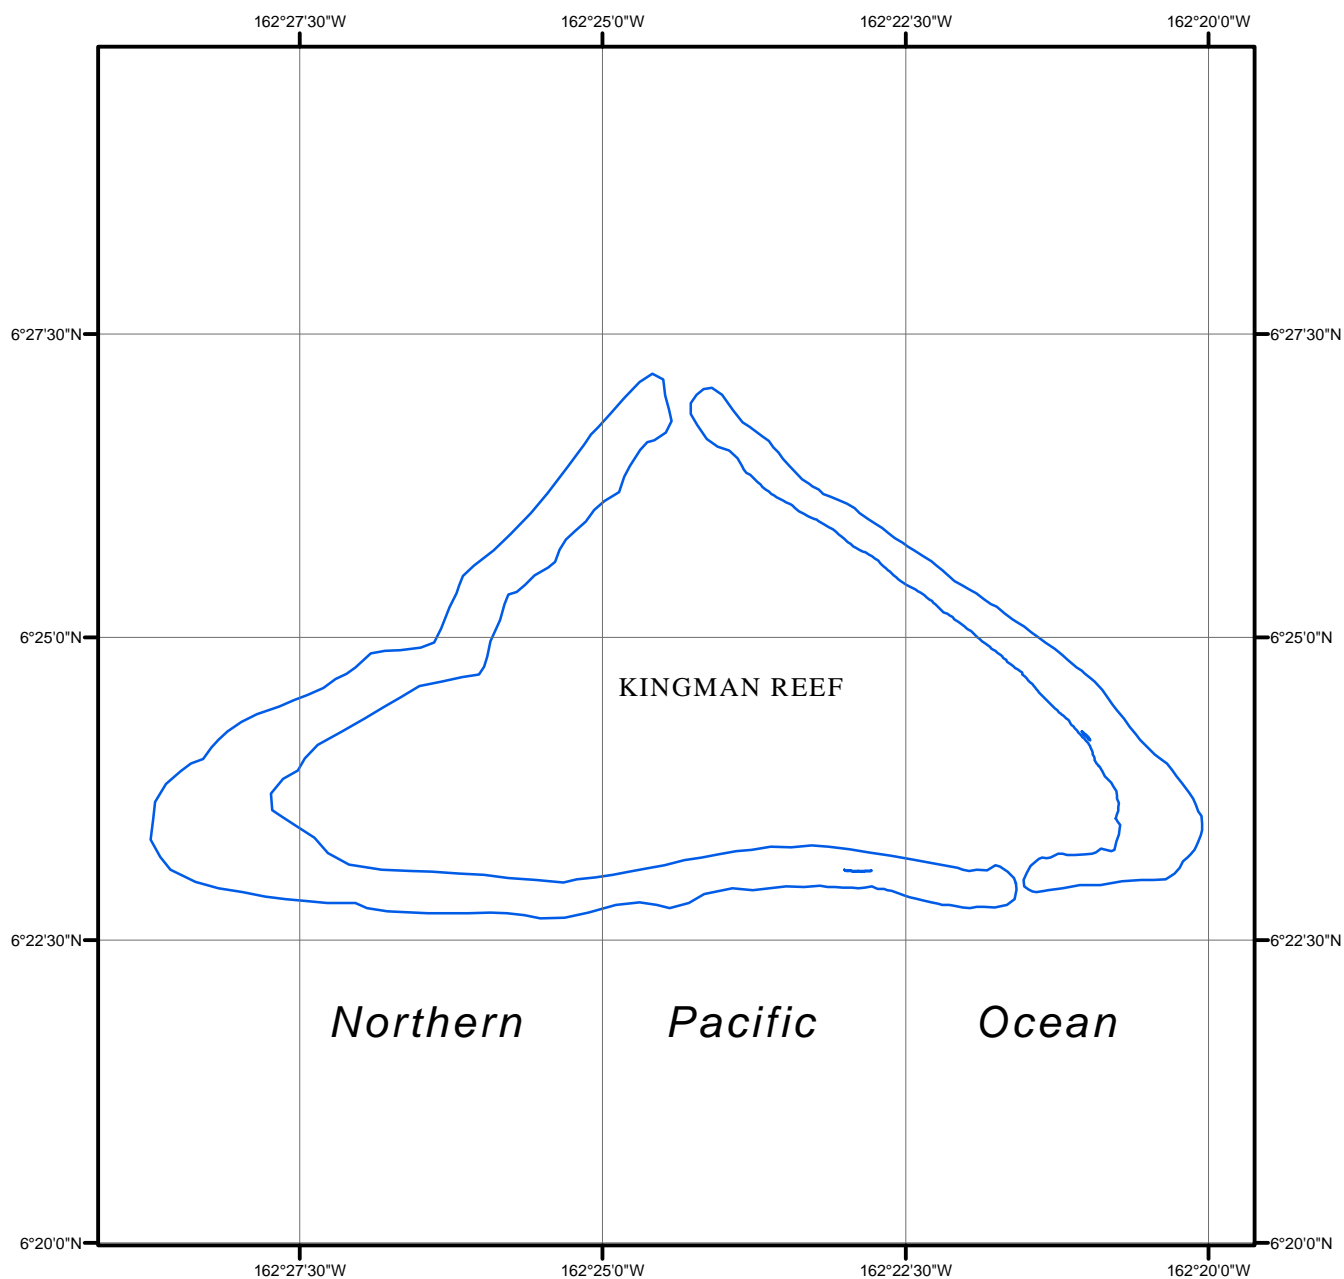 162°27'30"W 162°25'0"W 162°22'30"W 162°20'0"W
6°27'30"N 6°27'30"N
6°25'0"N 6°25'0"N
KINGMAN REEF
6°22'30"N 6°22'30"N
Northern Pacific Ocean
6°20'0"N 6°20'0"N
162°27'30"W 162°25'0"W 162°22'30"W 162°20'0"W